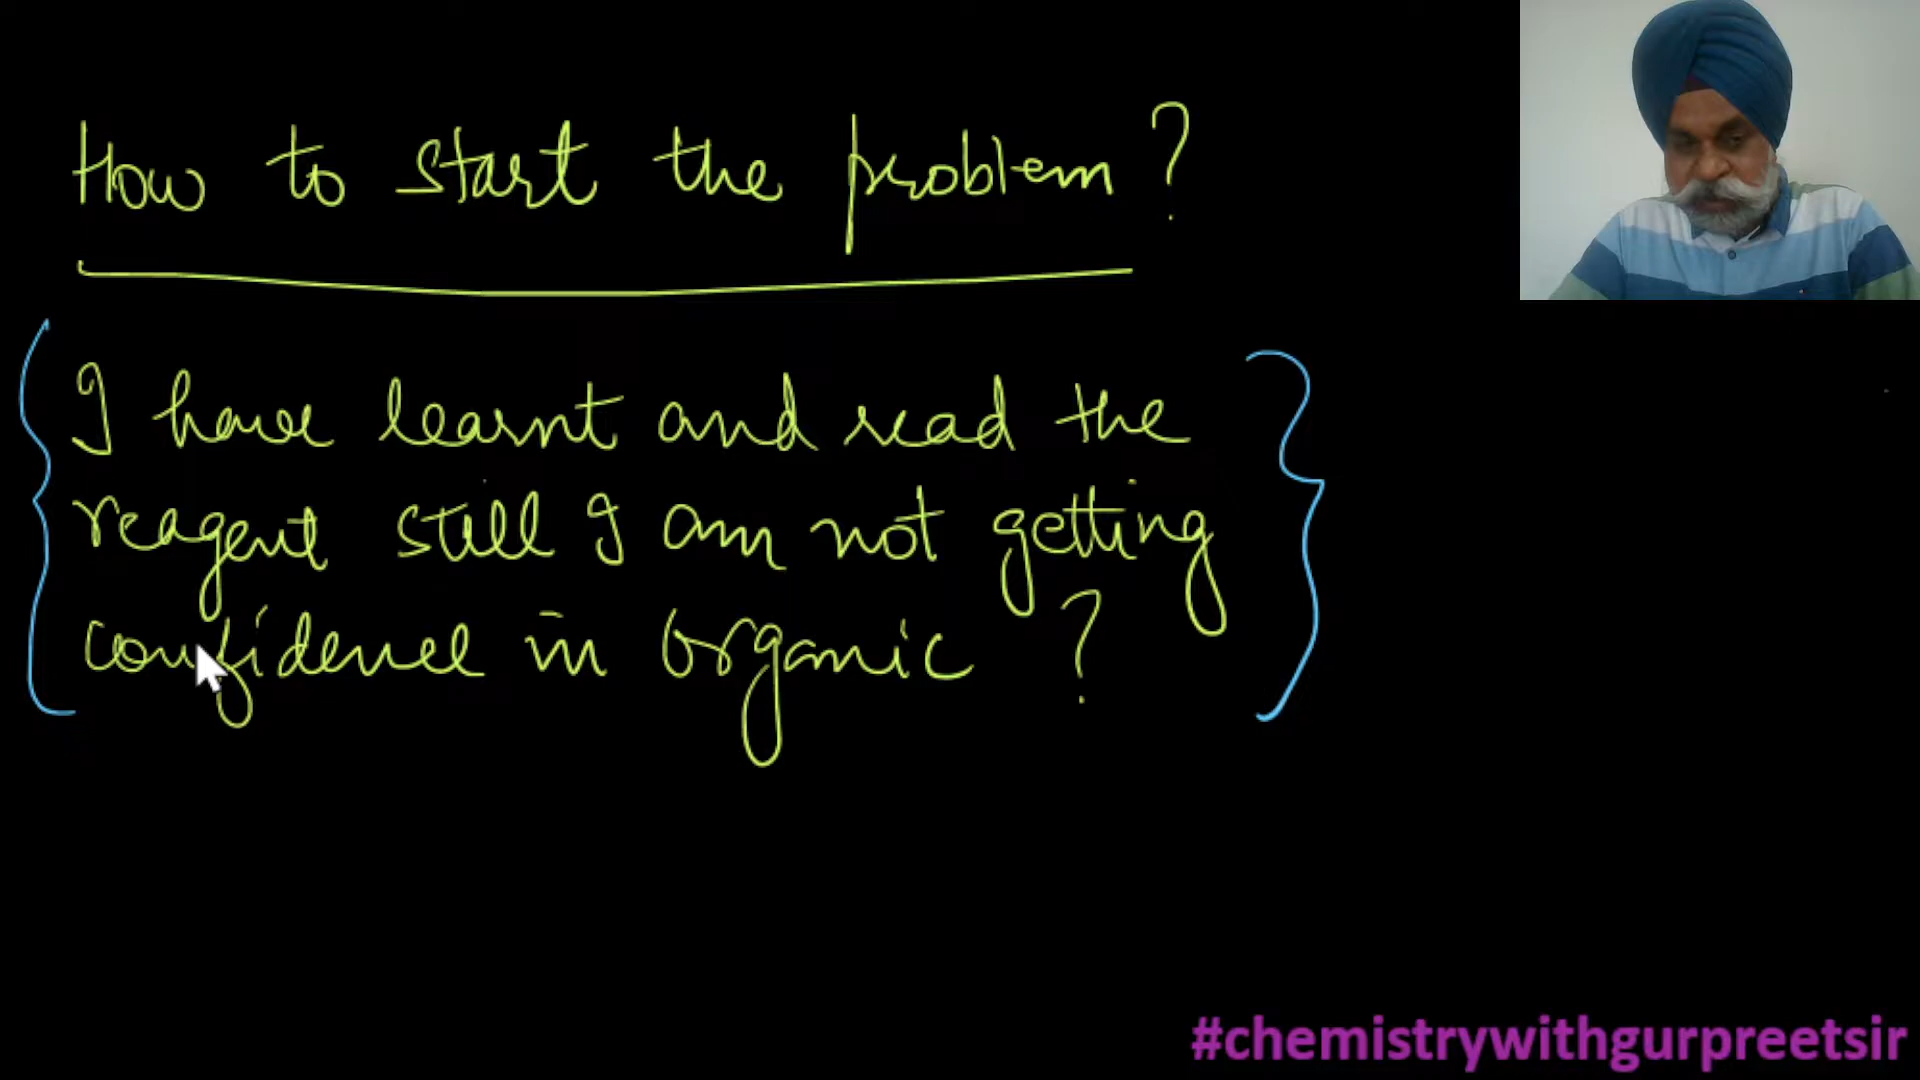 How to start the problem?
I have learnt and read the
reagent still I am not getting
confidence in organic ?
#chemistrywithgurpreetsir